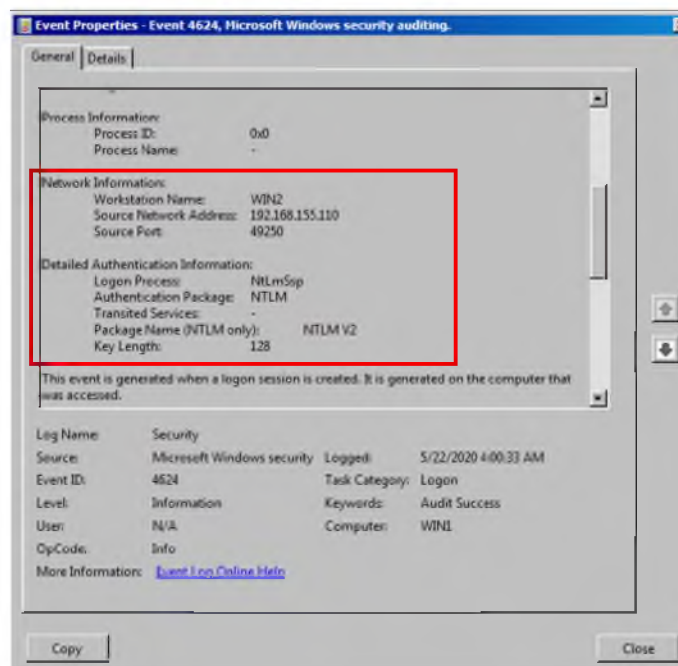 Event Properties - Event 4624, Microsoft Windows security auditing.
General Details
Process Information:
Process ID: 0x0
Process Name: -
Network Information:
Workstation Name: WIN2
Source Network Address: 192.168.155.110
Source Port: 49250
Detailed Authentication Information:
Logon Process: NtLmSsp
Authentication Package: NTLM
Transited Services: -
Package Name (NTLM only): NTLM V2
Key Length: 128
This event is generated when a logon session is created. It is generated on the computer that
was accessed.
Log Name: Security
Source: Microsoft Windows security Logged: 5/22/2020 4:00:33 AM
Event ID: 4624 Task Category: Logon
Level: Information Keywords: Audit Success
User: N/A Computer: WIN1
OpCode: Info
More Information: Event Log Online Help
Copy Close